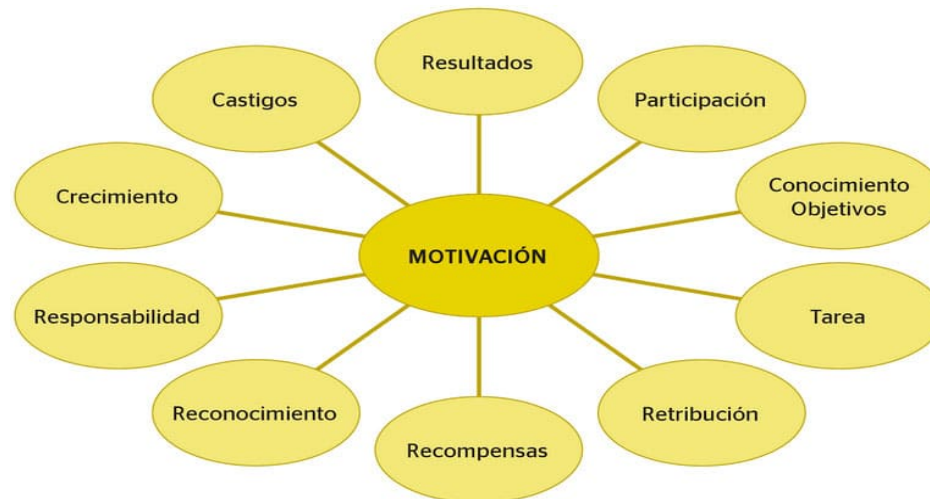 Resultados
Castigos
Participación
Crecimiento
Conocimiento
Objetivos
MOTIVACIÓN
Responsabilidad
Tarea
Reconocimiento
Retribución
Recompensas